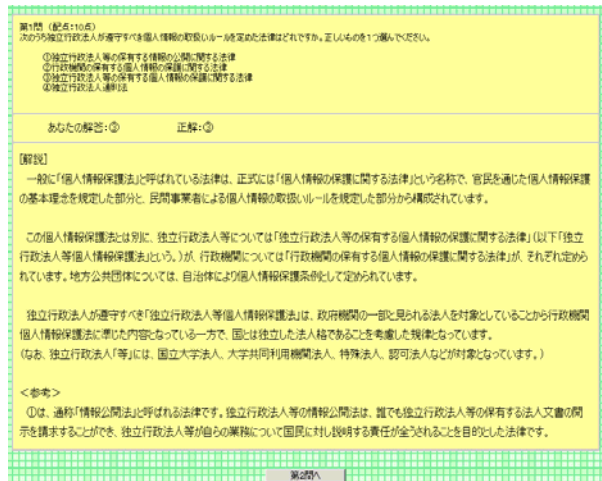 第1問 (配点:10点)
次のうち独立行政法人が遵守すべき個人情報の取扱いルールを定めた法律はどれですか。正しいものを1つ選んでください。
①独立行政法人等の保有する情報の公開に関する法律
②行政機関の保有する個人情報の保護に関する法律
③独立行政法人等の保有する個人情報の保護に関する法律
④独立行政法人通則法
あなたの解答:③ 正解:③
[解説]
一般に「個人情報保護法」と呼ばれている法律は、正式には「個人情報の保護に関する法律」という名称で、官民を通じた個人情報保護
の基本理念を規定した部分と、民間事業者による個人情報の取扱いルールを規定した部分から構成されています。
この個人情報保護法とは別に、独立行政法人等については「独立行政法人等の保有する個人情報の保護に関する法律」(以下「独立
行政法人等個人情報保護法」という。)が、行政機関については「行政機関の保有する個人情報の保護に関する法律」が、それぞれ定めら
れています。地方公共団体については、自治体により個人情報保護条例として定められています。
独立行政法人が遵守すべき「独立行政法人等個人情報保護法」は、政府機関の一部と見られる法人を対象としていることから行政機関
個人情報保護法に準じた内容となっている一方で、国とは独立した法人格であることを考慮した規律となっています。
(なお、独立行政法人「等」には、国立大学法人、大学共同利用機関法人、特殊法人、認可法人などが対象となっています。)
<参考>
①は、通称「情報公開法」と呼ばれる法律です。独立行政法人等の情報公開法は、誰でも独立行政法人等の保有する法人文書の開
示を請求することができ、独立行政法人等が自らの業務について国民に対し説明する責任が全うされることを目的とした法律です。
第2問へ